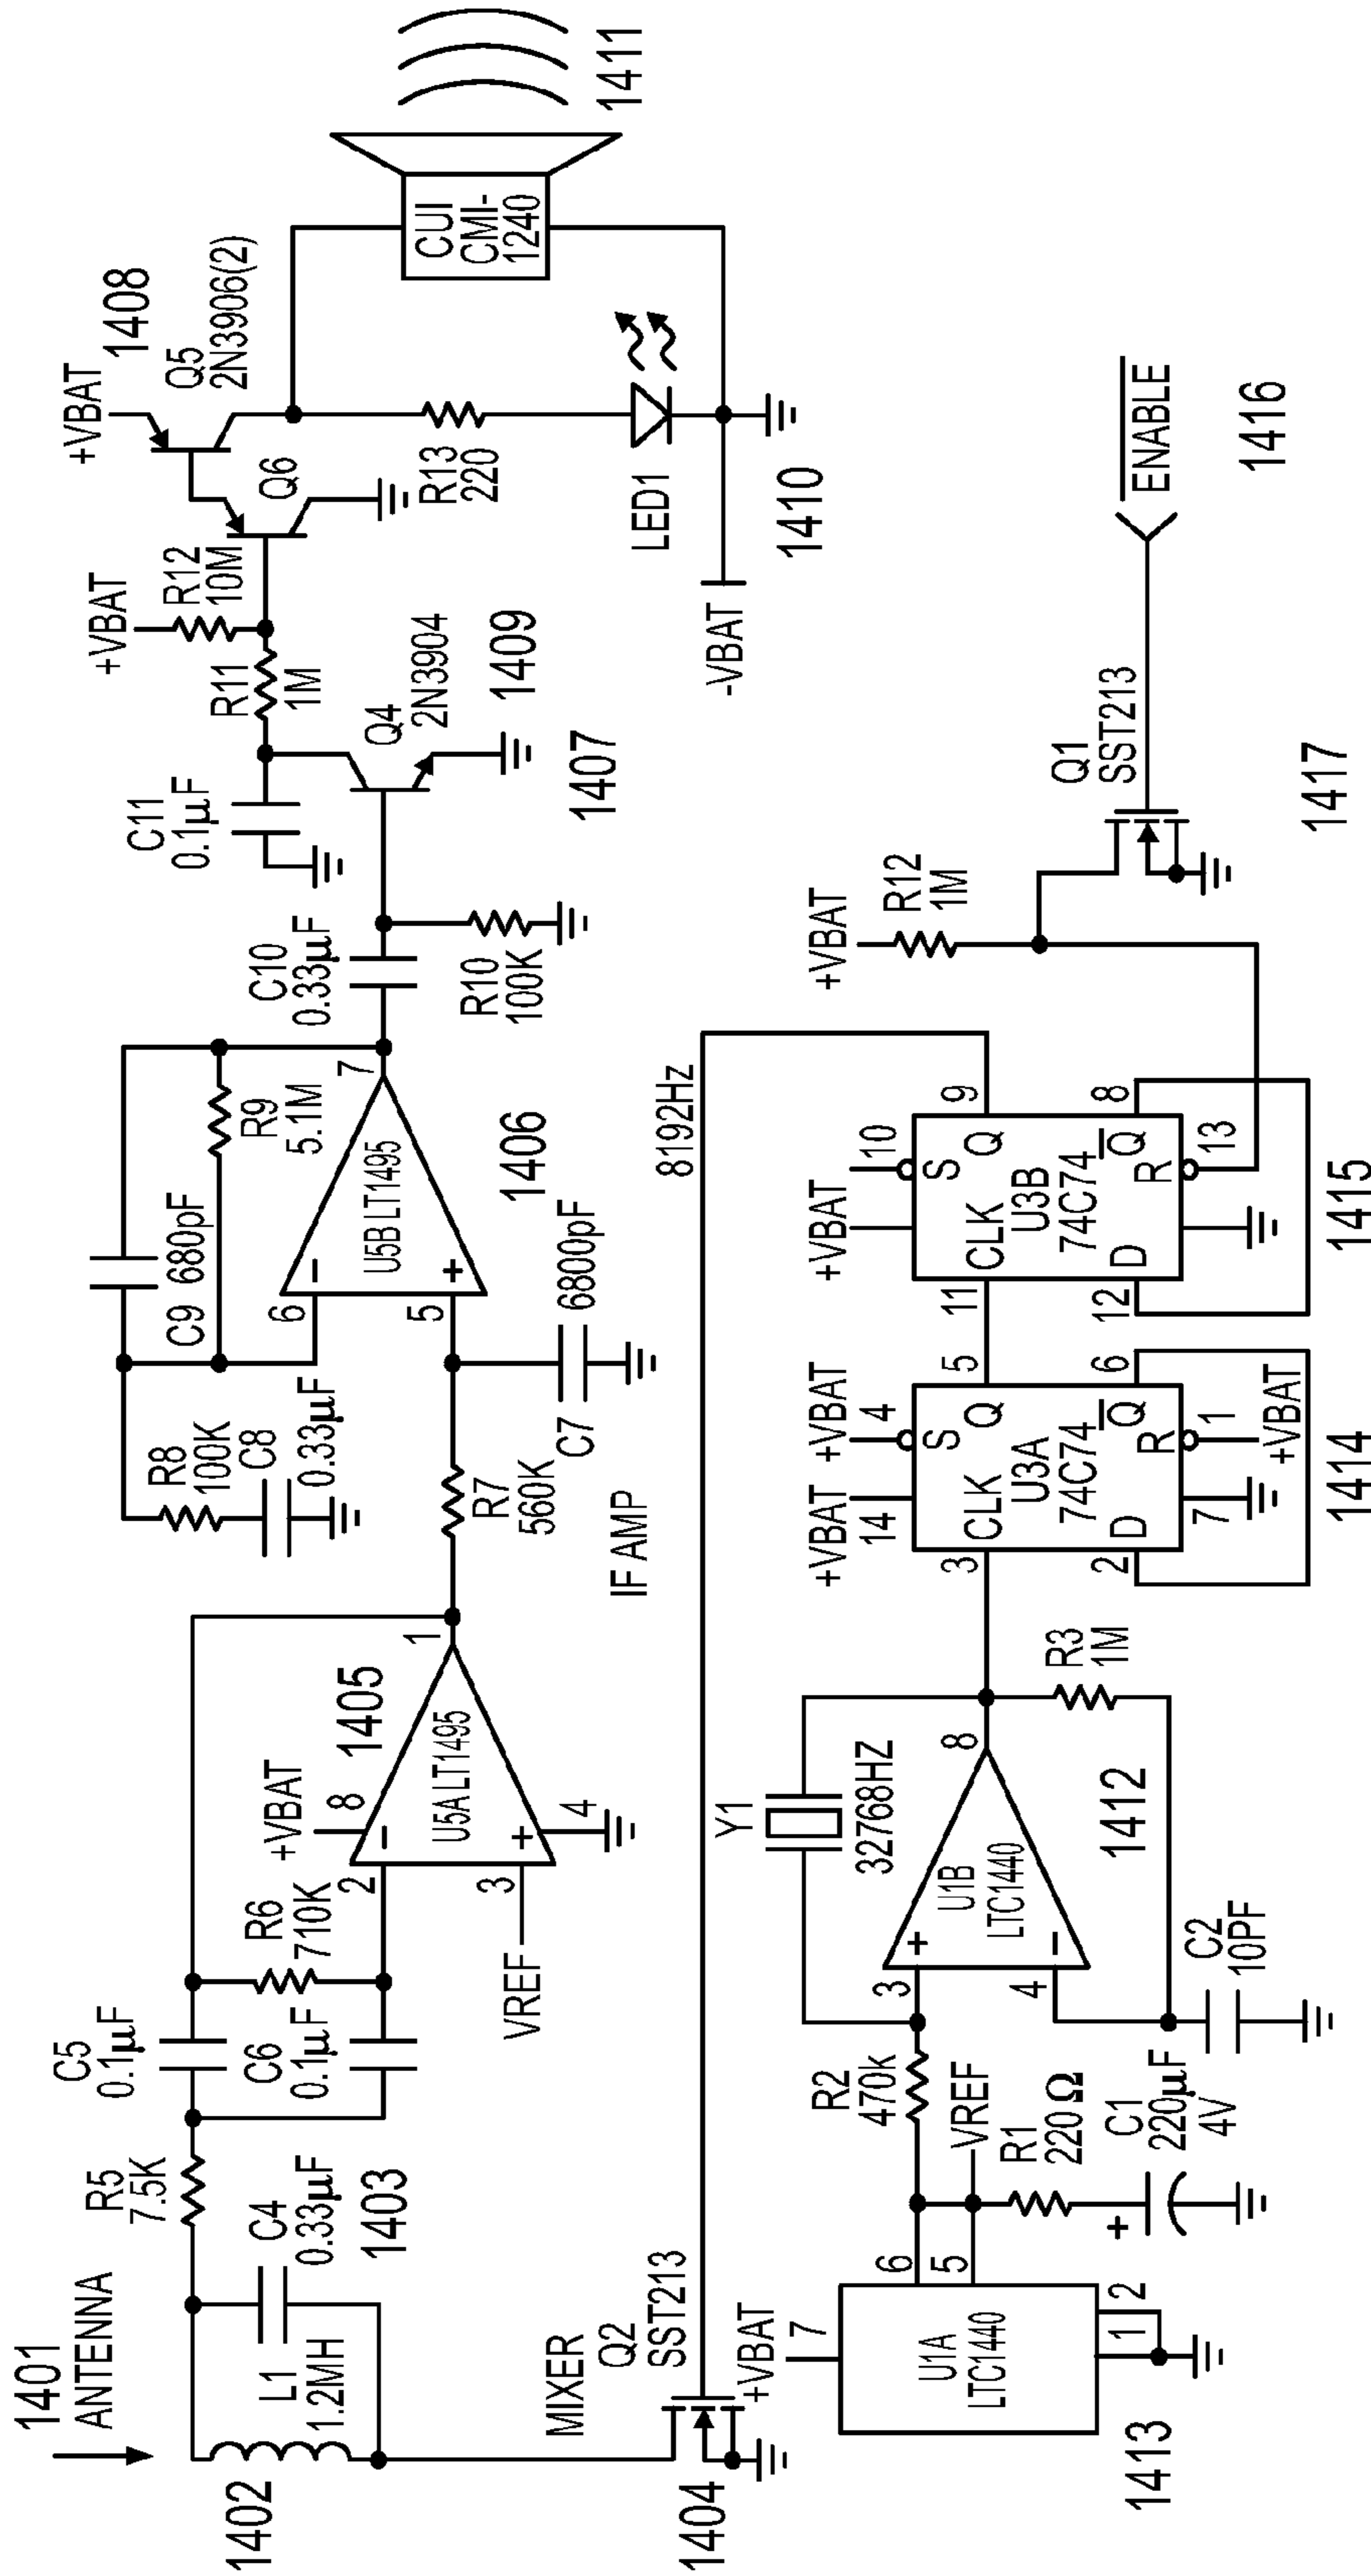 1401
ANTENNA
1402
L1
1.2MH
C4
0.33µF
1403
R5
7.5K
C5
0.1µF
C6
0.1µF
R6
710K
VREF
+VBAT
2
3
8
4
1
U5A LT1495
1405
MIXER
Q2
SST213
1404
R7
560K
IF AMP
C7
6800pF
R8
100K
C8
0.33µF
C9
680pF
R9
5.1M
6
5
7
U5B LT1495
1406
C10
0.33µF
R10
100K
C11
0.1µF
Q4
2N3904
1407
1409
R11
1M
+VBAT
R12
10M
Q6
+VBAT
1408
Q5
2N3906(2)
R13
220
LED1
-VBAT
1410
CUI
CMI-
1240
1411
8192Hz
+VBAT
7
U1A
LTC1440
1413
1
2
6
5
R2
470k
VREF
R1
220Ω
C1
220µF
4V
+
Y1
32768HZ
3
4
8
U1B
LTC1440
1412
C2
10PF
R3
1M
+VBAT
14
+VBAT
4
3
CLK
S
Q
5
U3A
74C74
2
D
Q
6
R
7
1
+VBAT
1414
+VBAT
10
11
CLK
S
Q
9
U3B
74C74
12
D
Q
8
R
13
1415
+VBAT
R12
1M
Q1
SST213
1417
ENABLE
1416